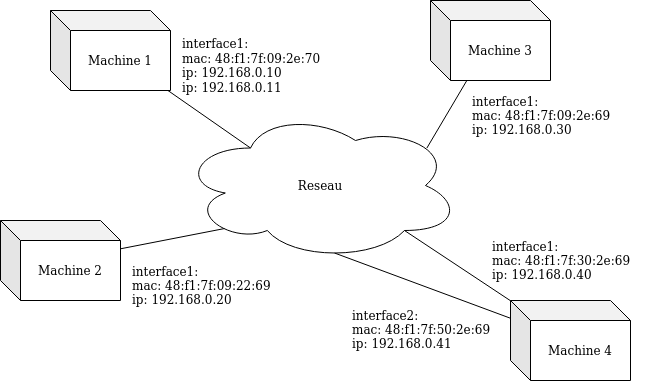 Machine 1
interface1:
mac: 48:f1:7f:09:2e:70
ip: 192.168.0.10
ip: 192.168.0.11
Machine 3
interface1:
mac: 48:f1:7f:09:2e:69
ip: 192.168.0.30
Reseau
Machine 2
interface1:
mac: 48:f1:7f:09:22:69
ip: 192.168.0.20
interface1:
mac: 48:f1:7f:30:2e:69
ip: 192.168.0.40
interface2:
mac: 48:f1:7f:50:2e:69
ip: 192.168.0.41
Machine 4